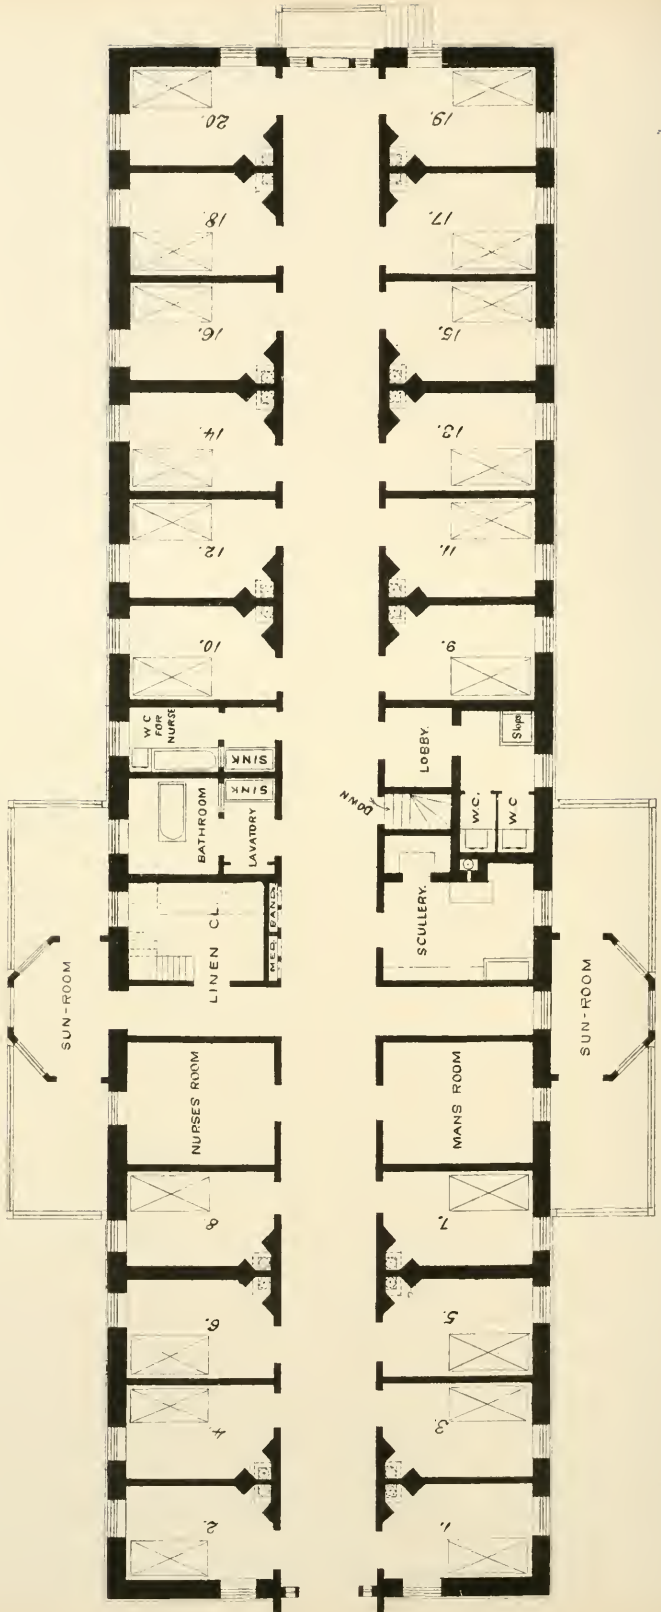 20.
19.
18.
17.
16.
15.
14.
13.
12.
11.
10.
9.
W C
FOR
NURSE
SINK
SINK
BATHROOM
LAVATORY
LOBBY.
Slops
DOWN
W.C.
W C
LINEN CL.
MED.
BAND.
SCULLERY.
SUN-ROOM
SUN-ROOM
NURSES ROOM
MANS ROOM
8.
7.
6.
5.
4.
3.
2.
1.